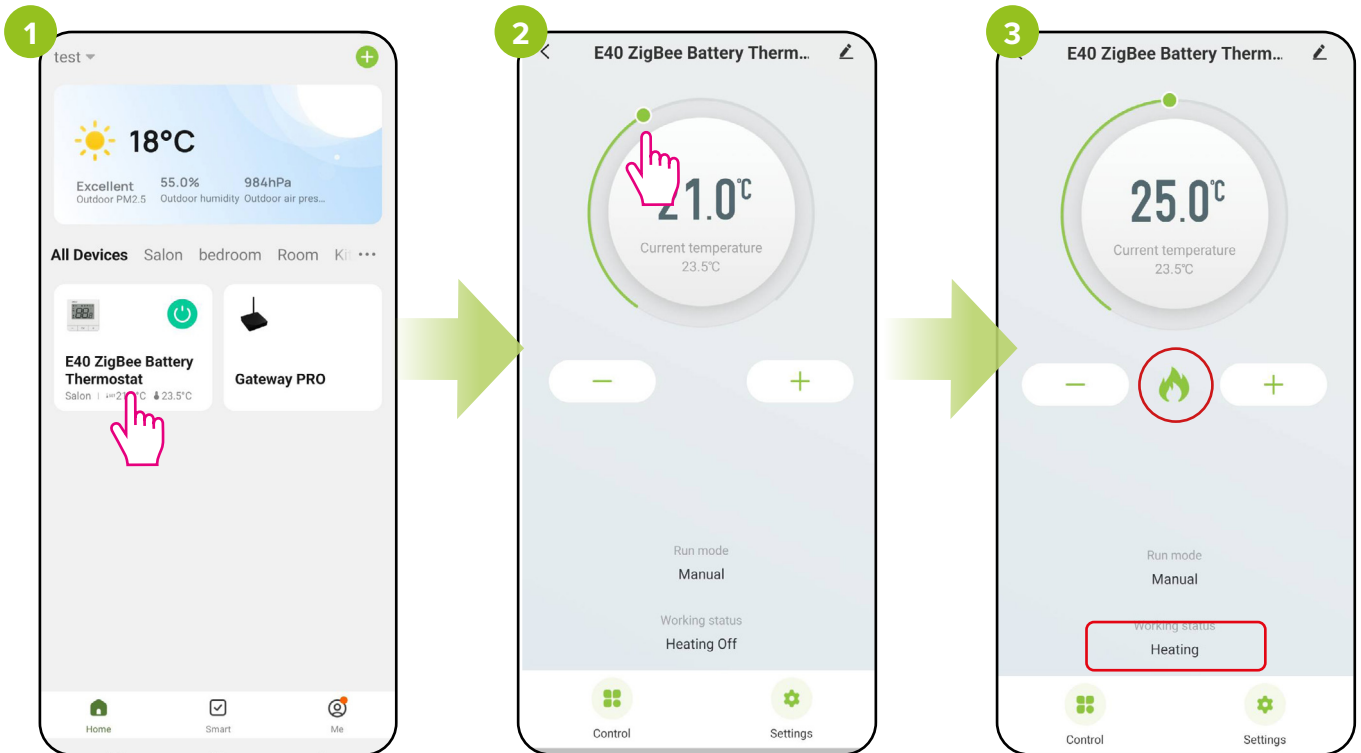 1
test
18°C
Excellent
Outdoor PM2.5
55.0%
Outdoor humidity
984hPa
Outdoor air pres...
All Devices Salon bedroom Room
E40 ZigBee Battery
Thermostat
Salon 23.5°C
Gateway PRO
Home
Smart
Me
2
E40 ZigBee Battery Therm...
21.0°C
Current temperature
23.5°C
Run mode
Manual
Working status
Heating Off
Control
Settings
3
E40 ZigBee Battery Therm...
25.0°C
Current temperature
23.5°C
Run mode
Manual
Working status
Heating
Control
Settings